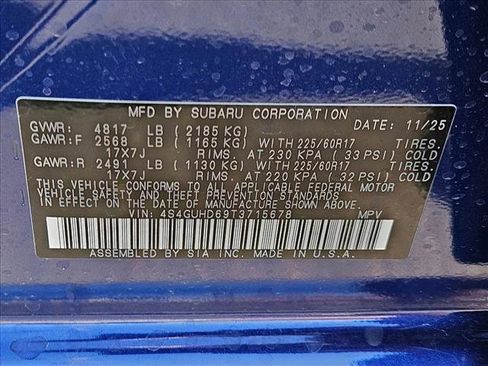 MFD BY SUBARU CORPORATION
GVWR: 4817 LB (2185 KG) DATE: 11/25
GAWR:F 2568 LB (1165 KG) WITH 225/60R17 TIRES.
17X7J RIMS. AT 230 KPA (33 PSI) COLD
GAWR:R 2491 LB (1130 KG) WITH 225/60R17 TIRES.
17X7J RIMS. AT 220 KPA (32 PSI) COLD
THIS VEHICLE CONFORMS TO ALL APPLICABLE FEDERAL MOTOR
VEHICLE SAFETY AND THEFT PREVENTION STANDARDS IN
EFFECT ON THE DATE OF MANUFACTURE SHOWN ABOVE.
VIN: 4S4GUHD69T3715678 MPV
ASSEMBLED BY SIA INC. MADE IN U.S.A.